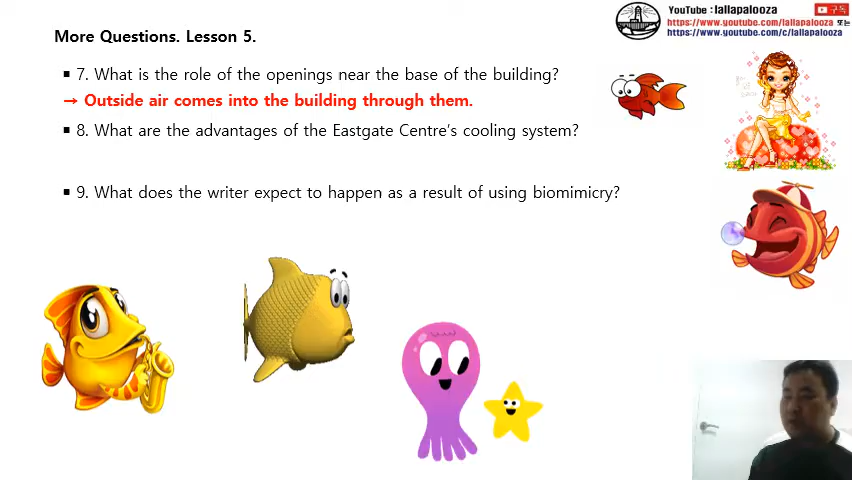 YouTube : lallapalooza
구독
https://www.youtube.com/lallapalooza 또는
https://www.youtube.com/c/lallapalooza
More Questions. Lesson 5.
▪ 7. What is the role of the openings near the base of the building?
→ Outside air comes into the building through them.
▪ 8. What are the advantages of the Eastgate Centre's cooling system?
▪ 9. What does the writer expect to happen as a result of using biomimicry?